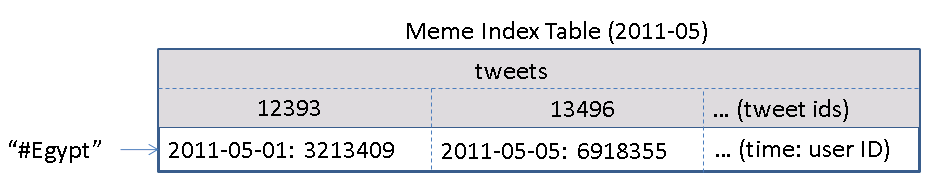 Meme Index Table (2011-05)
tweets
12393 13496 ... (tweet ids)
"#Egypt" 2011-05-01: 3213409 2011-05-05: 6918355 ... (time: user ID)